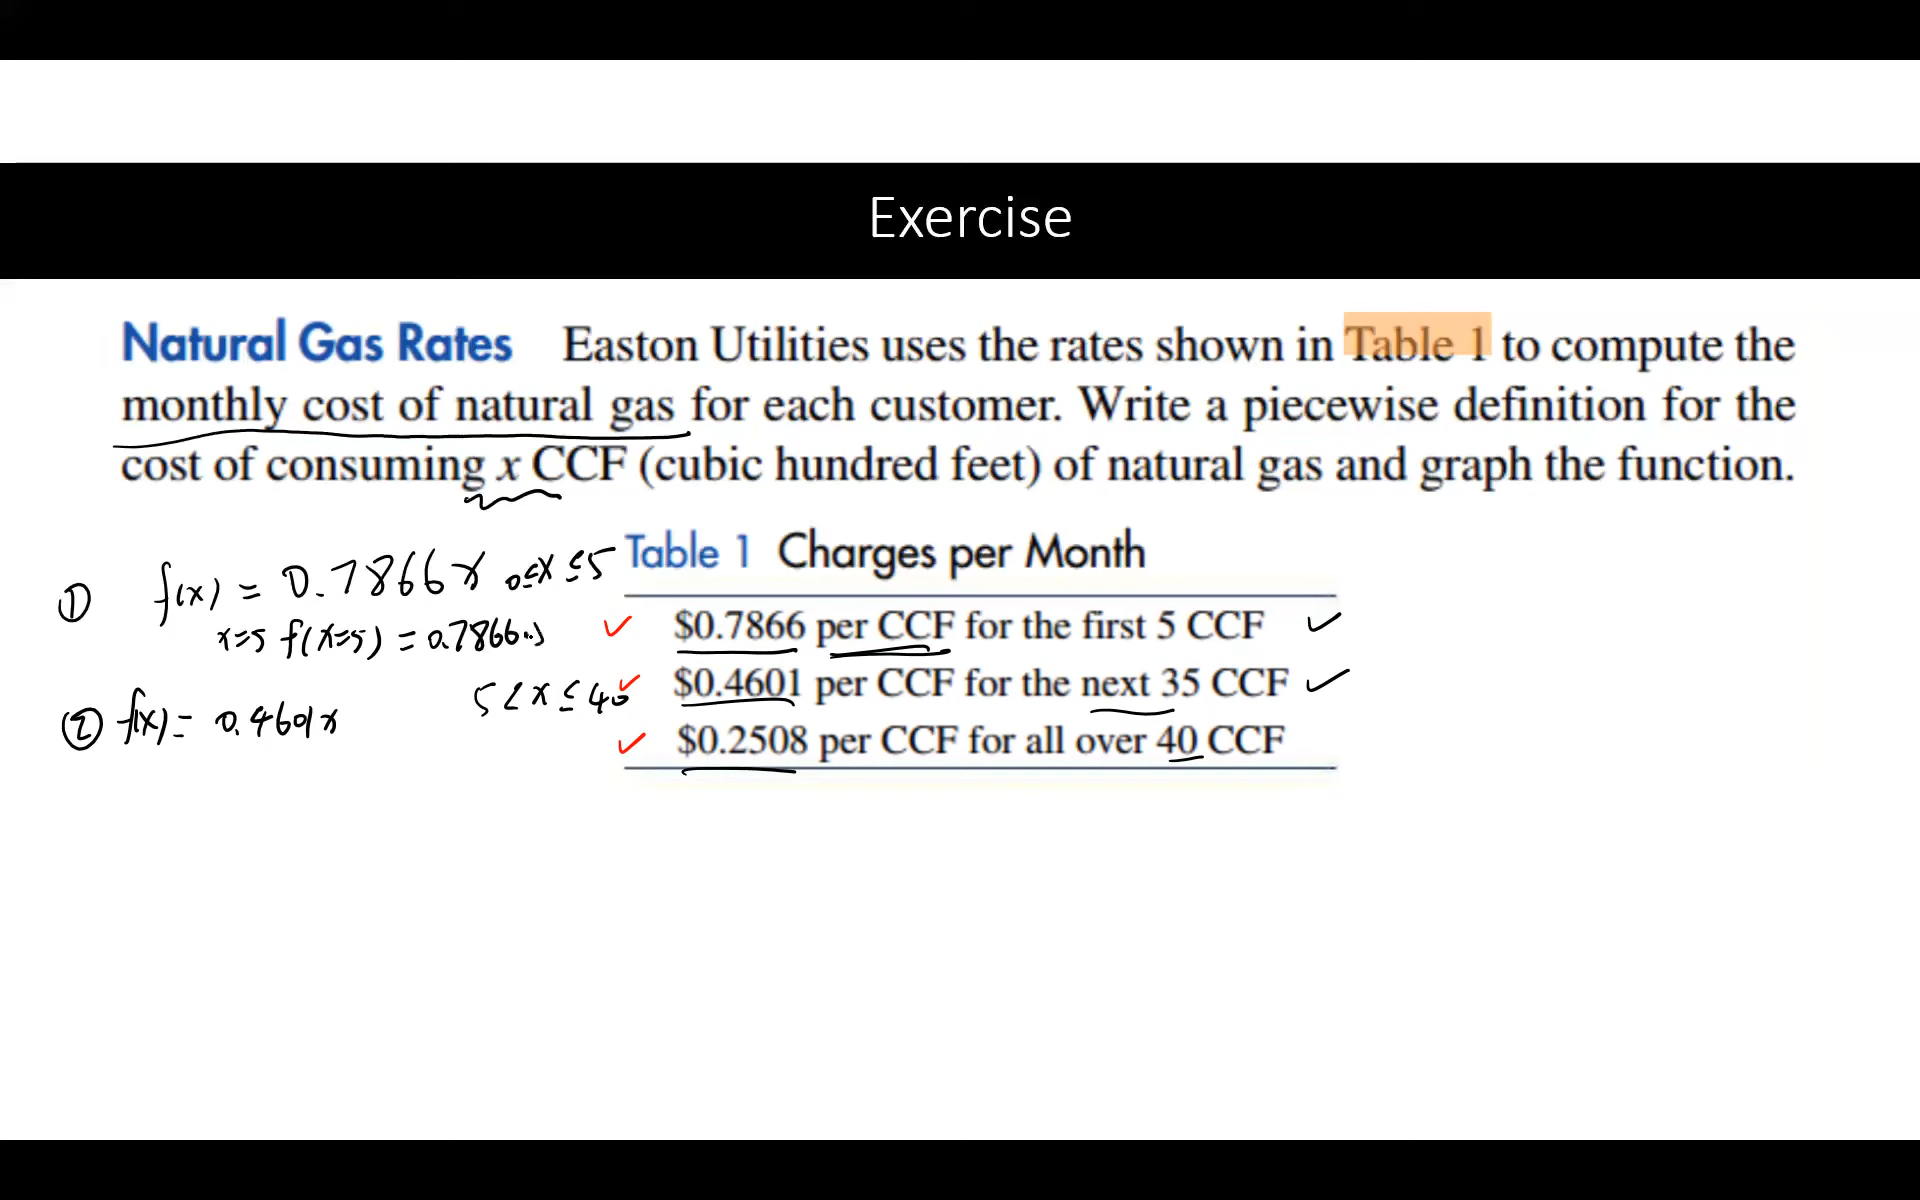 Exercise
Natural Gas Rates Easton Utilities uses the rates shown in Table 1 to compute the
monthly cost of natural gas for each customer. Write a piecewise definition for the
cost of consuming x CCF (cubic hundred feet) of natural gas and graph the function.
Table 1 Charges per Month
$0.7866 per CCF for the first 5 CCF
$0.4601 per CCF for the next 35 CCF
$0.2508 per CCF for all over 40 CCF
① f(x) = 0.7866x 0≤x≤5
x=5 f(x=5) = 0.7866·5
② f(x) = 0.4601x 5<x≤40